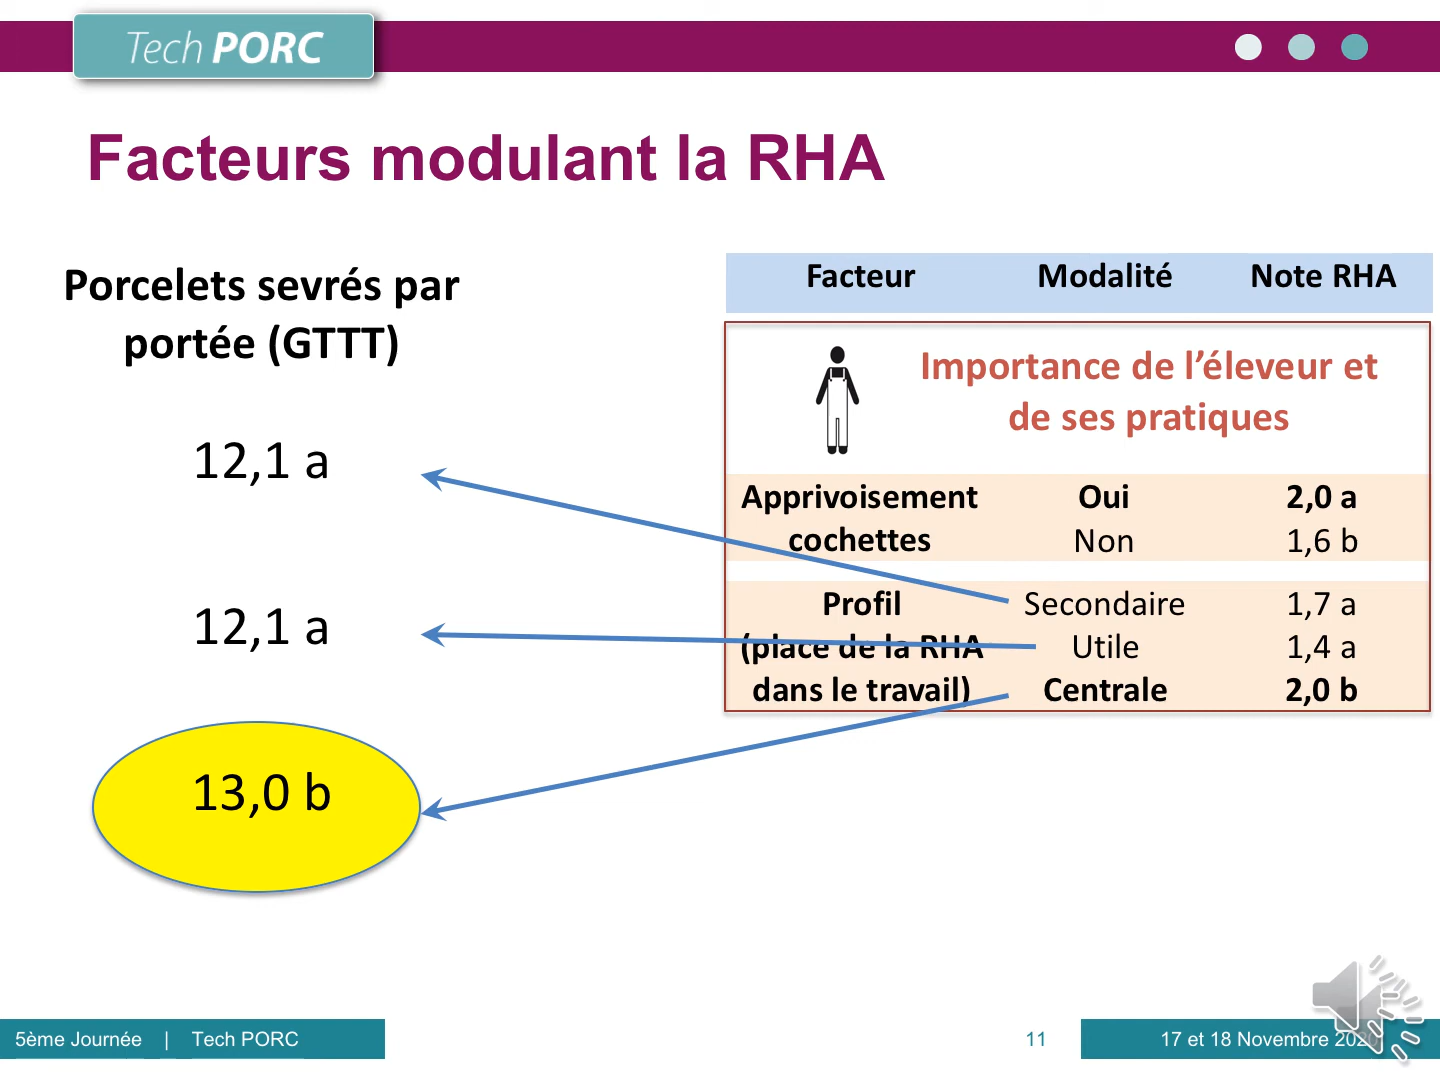 Tech PORC
Facteurs modulant la RHA
Porcelets sevrés par
portée (GTTT)
12,1 a
12,1 a
13,0 b
Facteur Modalité Note RHA
Importance de l’éleveur et
de ses pratiques
Apprivoisement Oui 2,0 a
cochettes Non 1,6 b
Profil Secondaire 1,7 a
(place de la RHA Utile 1,4 a
dans le travail) Centrale 2,0 b
5ème Journée | Tech PORC
11
17 et 18 Novembre 2020